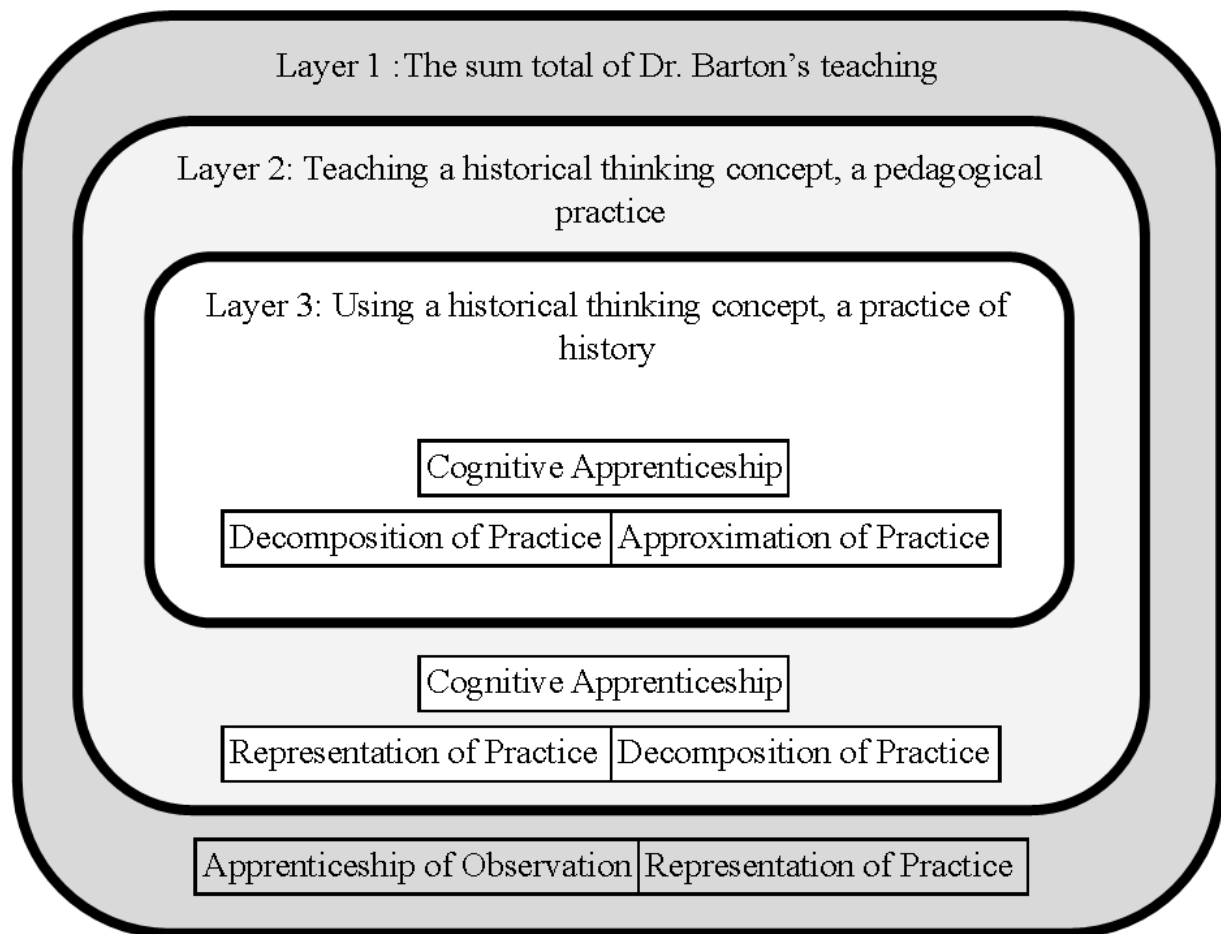 Layer 1 :The sum total of Dr. Barton's teaching
Layer 2: Teaching a historical thinking concept, a pedagogical
practice
Layer 3: Using a historical thinking concept, a practice of
history
Cognitive Apprenticeship
Decomposition of Practice Approximation of Practice
Cognitive Apprenticeship
Representation of Practice Decomposition of Practice
Apprenticeship of Observation Representation of Practice